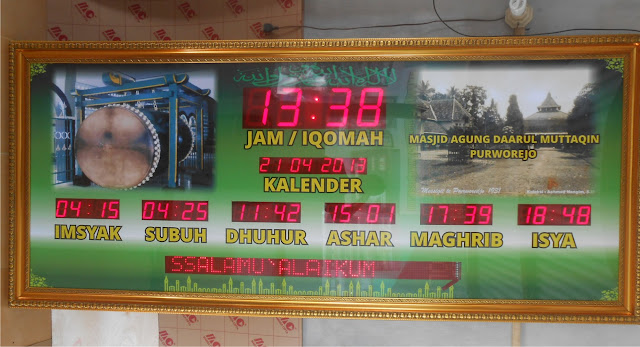 13:38
JAM / IQOMAH
MASJID AGUNG DAARUL MUTTAQIN
PURWOREJO
21 04 2013
KALENDER
04:15 04:25 11:42 15:01 17:39 18:48
IMSYAK SUBUH DHUHUR ASHAR MAGHRIB ISYA
SSALAMU'ALAIKUM